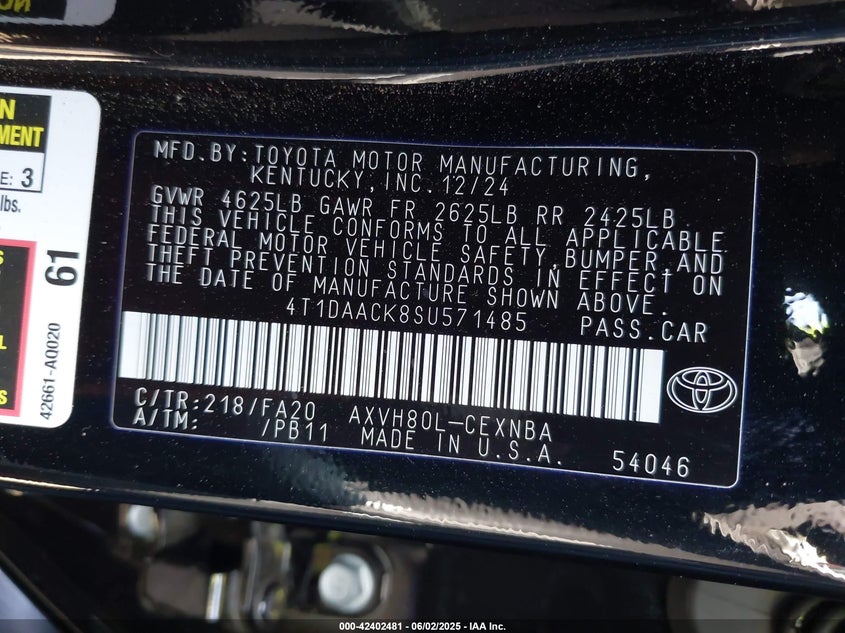 MFD.BY:TOYOTA MOTOR MANUFACTURING,
KENTUCKY,INC.12/24
GVWR 4625LB GAWR FR 2625LB RR 2425LB
THIS VEHICLE CONFORMS TO ALL APPLICABLE
FEDERAL MOTOR VEHICLE SAFETY,BUMPER,AND
THEFT PREVENTION STANDARDS IN EFFECT ON
THE DATE OF MANUFACTURE SHOWN ABOVE.
4T1DAACK8SU571485 PASS.CAR
C/TR:218/FA20 AXVH80L-CEXNBA
A/TM: /PB11 MADE IN U.S.A. 54046
E: 3
lbs.
61
42661-AQ020
000-42402481 - 06/02/2025 - IAA Inc.